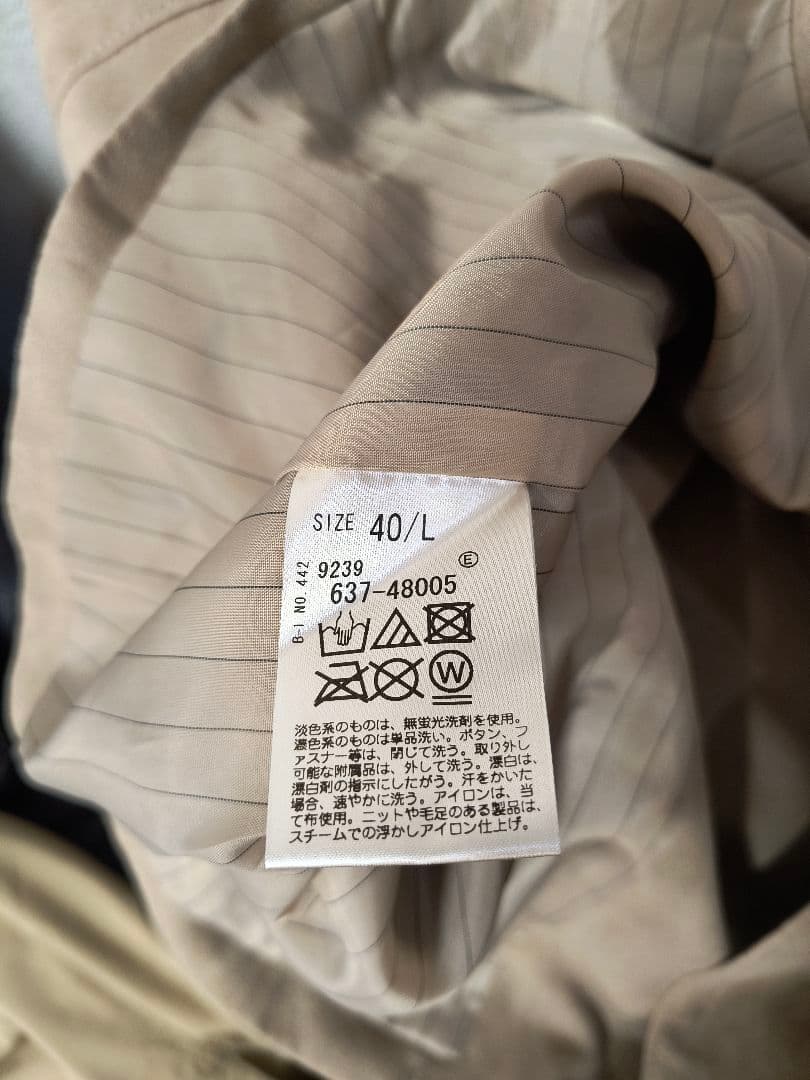 SIZE 40/L
B-1 NO. 442
9239
Ⓔ
637-48005
W
淡色系のものは、無蛍光洗剤を使用。
濃色系のものは単品洗い。ボタン、フ
ァスナー等は、閉じて洗う。取り外し
可能な附属品は、外して洗う。漂白は、
漂白剤の指示にしたがう。汗をかいた
場合、速やかに洗う。アイロンは、当
て布使用。ニットや毛足のある製品は、
スチームでの浮かしアイロン仕上げ。